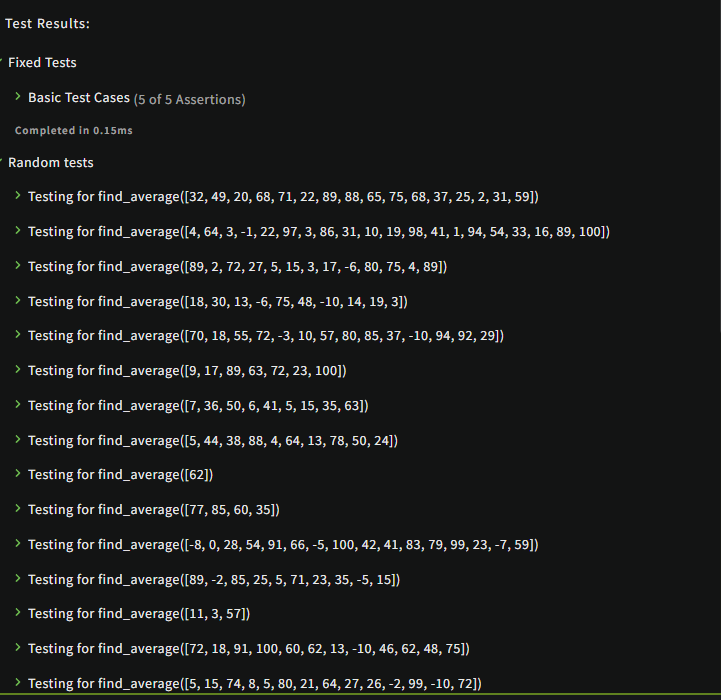 Test Results:
Fixed Tests
Basic Test Cases (5 of 5 Assertions)
Completed in 0.15ms
Random tests
Testing for find_average([32, 49, 20, 68, 71, 22, 89, 88, 65, 75, 68, 37, 25, 2, 31, 59])
Testing for find_average([4, 64, 3, -1, 22, 97, 3, 86, 31, 10, 19, 98, 41, 1, 94, 54, 33, 16, 89, 100])
Testing for find_average([89, 2, 72, 27, 5, 15, 3, 17, -6, 80, 75, 4, 89])
Testing for find_average([18, 30, 13, -6, 75, 48, -10, 14, 19, 3])
Testing for find_average([70, 18, 55, 72, -3, 10, 57, 80, 85, 37, -10, 94, 92, 29])
Testing for find_average([9, 17, 89, 63, 72, 23, 100])
Testing for find_average([7, 36, 50, 6, 41, 5, 15, 35, 63])
Testing for find_average([5, 44, 38, 88, 4, 64, 13, 78, 50, 24])
Testing for find_average([62])
Testing for find_average([77, 85, 60, 35])
Testing for find_average([-8, 0, 28, 54, 91, 66, -5, 100, 42, 41, 83, 79, 99, 23, -7, 59])
Testing for find_average([89, -2, 85, 25, 5, 71, 23, 35, -5, 15])
Testing for find_average([11, 3, 57])
Testing for find_average([72, 18, 91, 100, 60, 62, 13, -10, 46, 62, 48, 75])
Testing for find_average([5, 15, 74, 8, 5, 80, 21, 64, 27, 26, -2, 99, -10, 72])